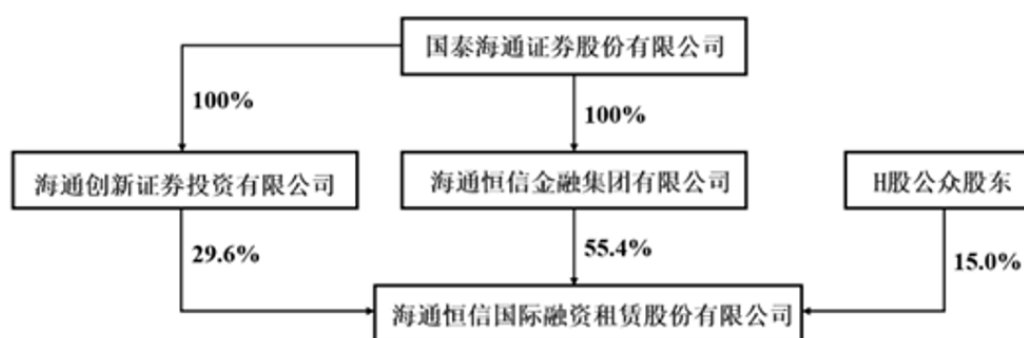 国泰海通证券股份有限公司
100%
100%
海通创新证券投资有限公司
海通恒信金融集团有限公司
H股公众股东
29.6%
55.4%
15.0%
海通恒信国际融资租赁股份有限公司